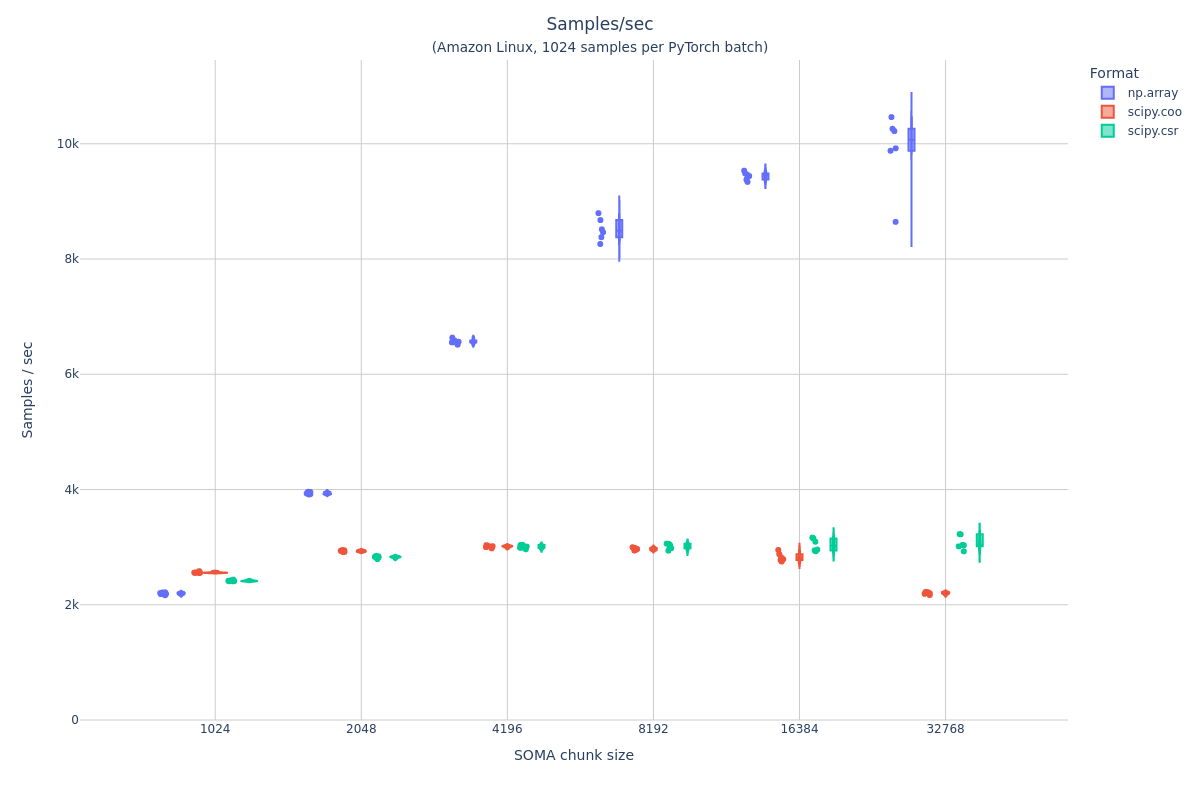 Samples/sec
(Amazon Linux, 1024 samples per PyTorch batch)
Format
np.array
scipy.coo
scipy.csr
10k
8k
6k
4k
2k
0
Samples / sec
1024 2048 4196 8192 16384 32768
SOMA chunk size